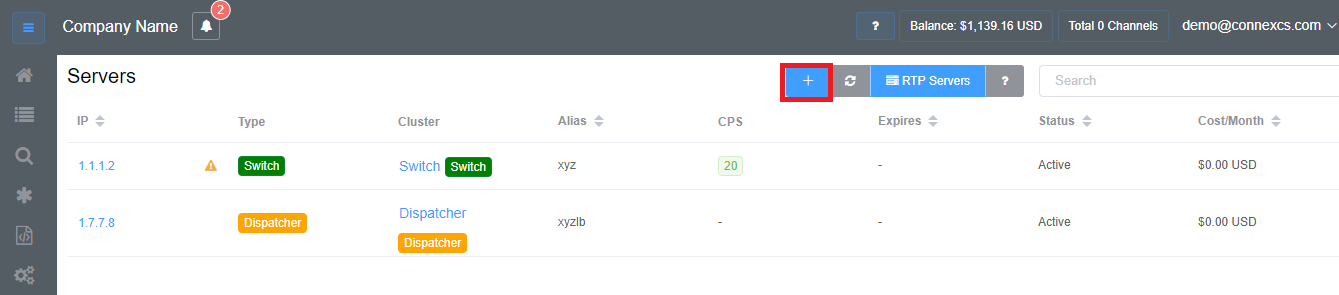 Company Name 2 ? Balance: $1,139.16 USD Total 0 Channels demo@connexcs.com
Servers + RTP Servers ? Search
IP Type Cluster Alias CPS Expires Status Cost/Month
1.1.1.2 Switch Switch Switch xyz 20 - Active $0.00 USD
1.7.7.8 Dispatcher Dispatcher xyzlb - - Active $0.00 USD
Dispatcher